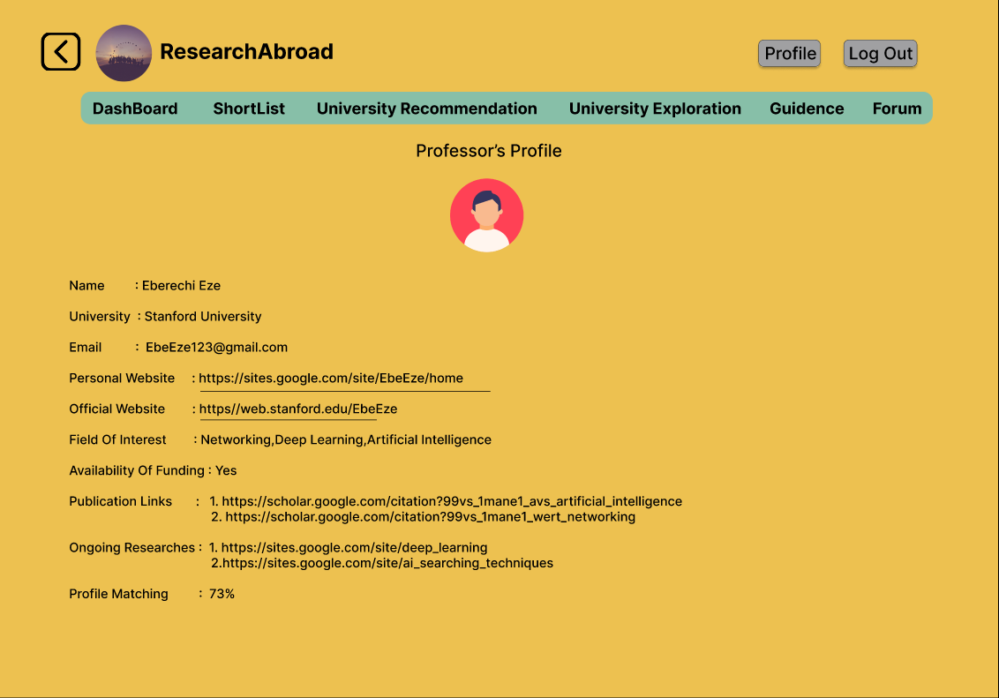 ResearchAbroad
Profile
Log Out
DashBoard ShortList University Recommendation University Exploration Guidence Forum
Professor’s Profile
Name : Eberechi Eze
University : Stanford University
Email : EbeEze123@gmail.com
Personal Website : https://sites.google.com/site/EbeEze/home
Official Website : https//web.stanford.edu/EbeEze
Field Of Interest : Networking,Deep Learning,Artificial Intelligence
Availability Of Funding : Yes
Publication Links : 1. https://scholar.google.com/citation?99vs_1mane1_avs_artificial_intelligence
2. https://scholar.google.com/citation?99vs_1mane1_wert_networking
Ongoing Researches : 1. https://sites.google.com/site/deep_learning
2.https://sites.google.com/site/ai_searching_techniques
Profile Matching : 73%